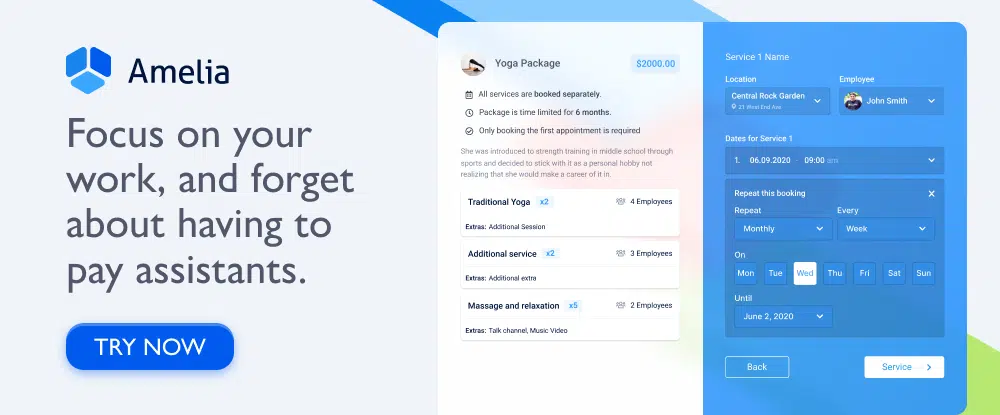 Amelia
Focus on your
work, and forget
about having to
pay assistants.
TRY NOW
Yoga Package
$2000.00
All services are booked separately.
Package is time limited for 6 months.
Only booking the first appointment is required
She was introduced to strength training in middle school through
sports and decided to stick with it as a personal hobby not
realizing that she would make a career of it in.
Traditional Yoga x2 4 Employees
Extras: Additional Session
Additional service x2 3 Employees
Extras: Additional extra
Massage and relaxation x5 2 Employees
Extras: Talk channel, Music Video
Service 1 Name
Location Employee
Central Rock Garden John Smith
21 West End Ave
Dates for Service 1
1. 06.09.2020 - 09:00 am
Repeat this booking
Repeat Every
Monthly Week
On
Mon Tue Wed Thu Fri Sat Sun
Until
June 2, 2020
Back Service